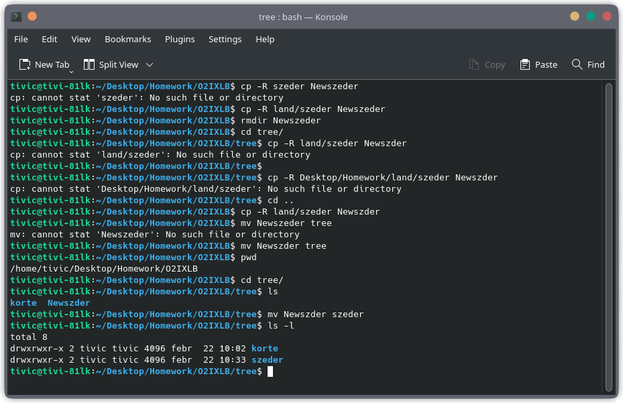 tree : bash — Konsole
File Edit View Bookmarks Plugins Settings Help
New Tab Split View Copy Paste Find
tivic@tivi-81lk:~/Desktop/Homework/O2IXLB$ cp -R szeder Newszeder
cp: cannot stat 'szeder': No such file or directory
tivic@tivi-81lk:~/Desktop/Homework/O2IXLB$ cp -R land/szeder Newszeder
tivic@tivi-81lk:~/Desktop/Homework/O2IXLB$ rmdir Newszeder
tivic@tivi-81lk:~/Desktop/Homework/O2IXLB$ cd tree/
tivic@tivi-81lk:~/Desktop/Homework/O2IXLB/tree$ cp -R land/szeder Newszder
cp: cannot stat 'land/szeder': No such file or directory
tivic@tivi-81lk:~/Desktop/Homework/O2IXLB/tree$
tivic@tivi-81lk:~/Desktop/Homework/O2IXLB/tree$ cp -R Desktop/Homework/land/szeder Newszder
cp: cannot stat 'Desktop/Homework/land/szeder': No such file or directory
tivic@tivi-81lk:~/Desktop/Homework/O2IXLB/tree$ cd ..
tivic@tivi-81lk:~/Desktop/Homework/O2IXLB$ cp -R land/szeder Newszder
tivic@tivi-81lk:~/Desktop/Homework/O2IXLB$ mv Newszeder tree
mv: cannot stat 'Newszeder': No such file or directory
tivic@tivi-81lk:~/Desktop/Homework/O2IXLB$ mv Newszder tree
tivic@tivi-81lk:~/Desktop/Homework/O2IXLB$ pwd
/home/tivic/Desktop/Homework/O2IXLB
tivic@tivi-81lk:~/Desktop/Homework/O2IXLB$ cd tree/
tivic@tivi-81lk:~/Desktop/Homework/O2IXLB/tree$ ls
korte Newszder
tivic@tivi-81lk:~/Desktop/Homework/O2IXLB/tree$ mv Newszder szeder
tivic@tivi-81lk:~/Desktop/Homework/O2IXLB/tree$ ls -l
total 8
drwxrwxr-x 2 tivic tivic 4096 febr 22 10:02 korte
drwxrwxr-x 2 tivic tivic 4096 febr 22 10:33 szeder
tivic@tivi-81lk:~/Desktop/Homework/O2IXLB/tree$